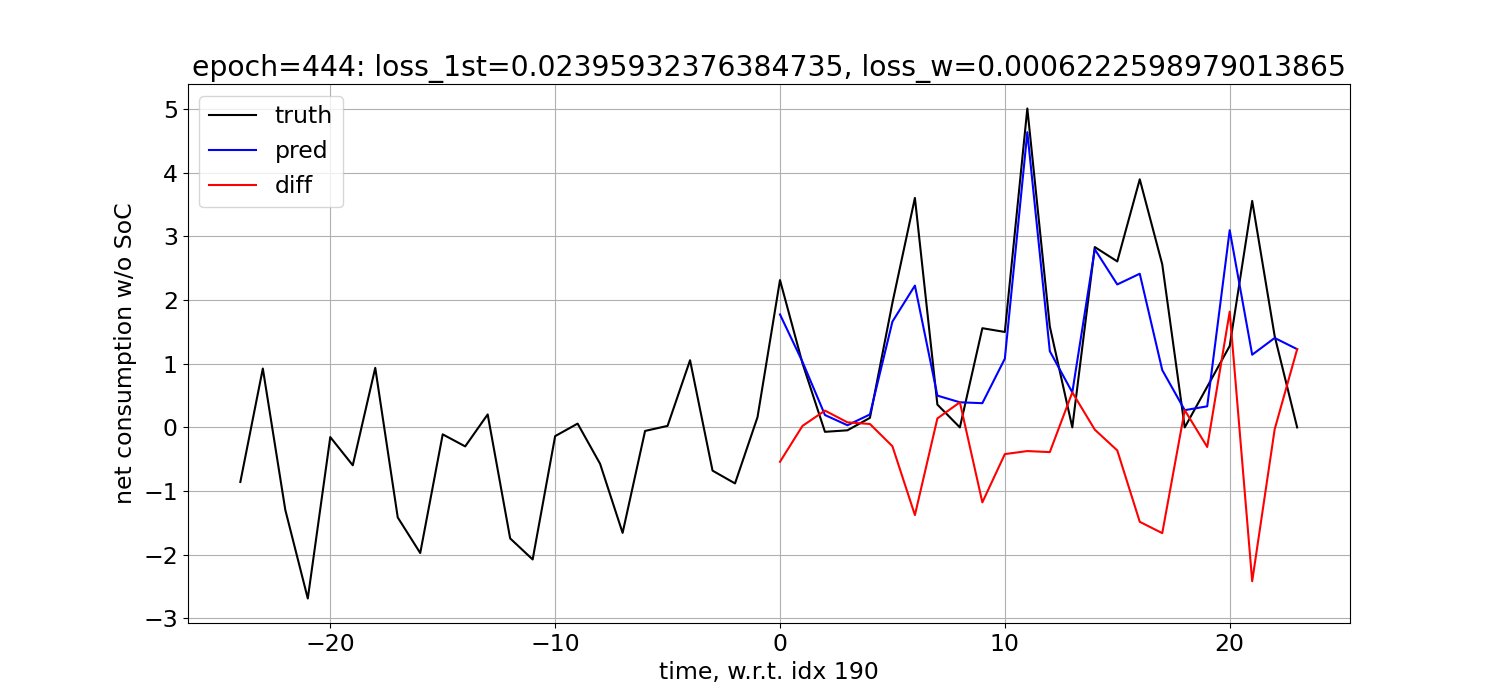 epoch=444: loss_1st=0.02395932376384735, loss_w=0.0006222598979013865
truth
pred
diff
net consumption w/o SoC
5
4
3
2
1
0
−1
−2
−3
−20
−10
0
10
20
time, w.r.t. idx 190